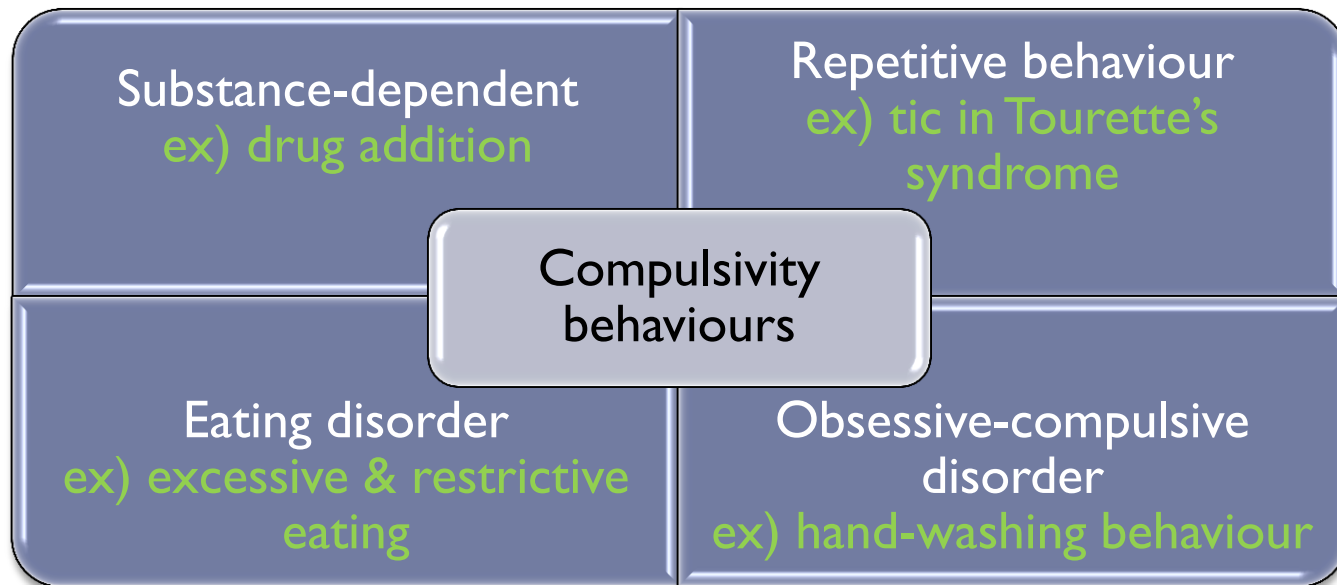 Substance-dependent
ex) drug addition
Repetitive behaviour
ex) tic in Tourette’s
syndrome
Compulsivity
behaviours
Eating disorder
ex) excessive & restrictive
eating
Obsessive-compulsive
disorder
ex) hand-washing behaviour